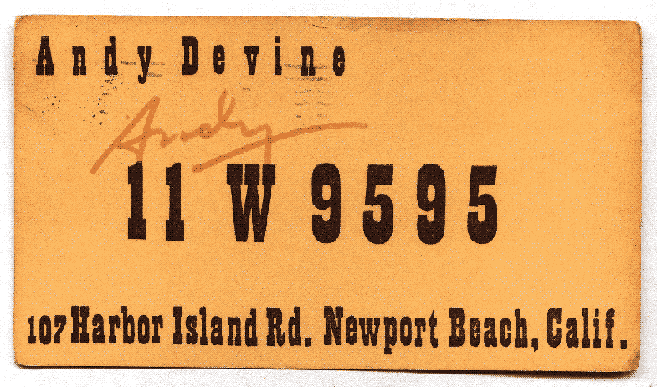 Andy Devine
Andy
11 W 9595
107 Harbor Island Rd. Newport Beach, Calif.